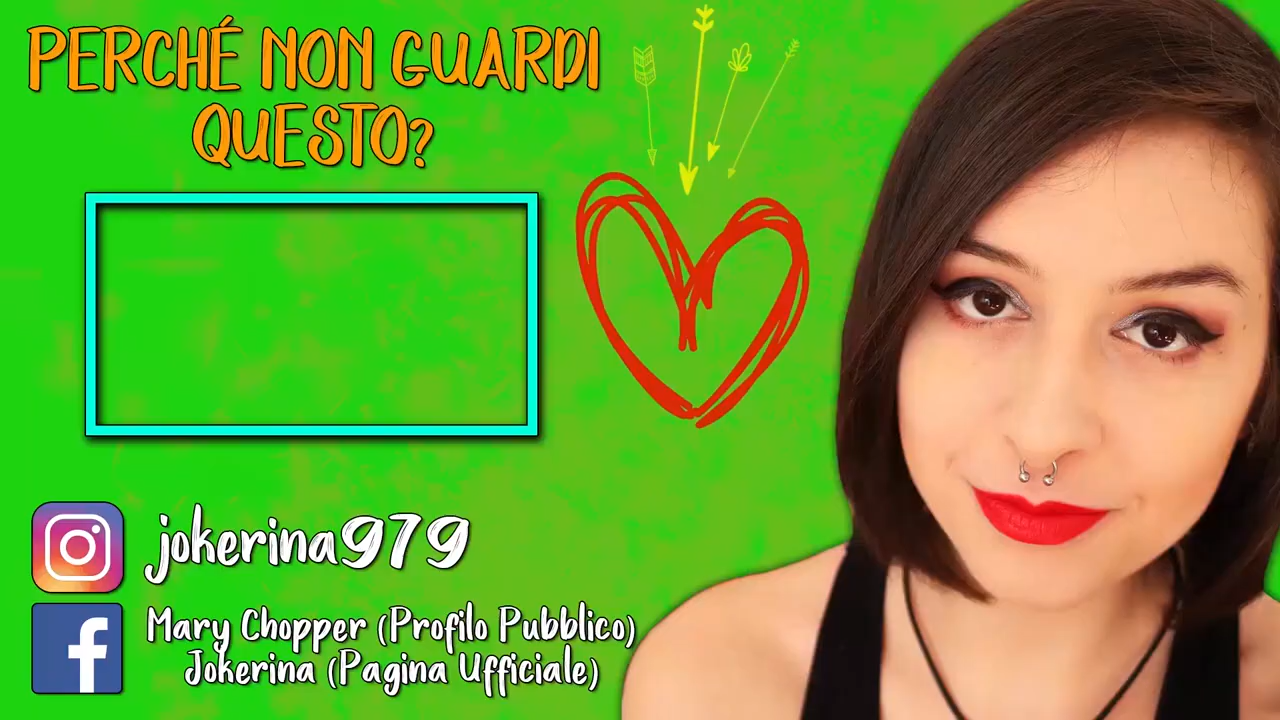 PERCHÉ NON GUARDI
QUESTO?
jokerina979
Mary Chopper (Profilo Pubblico)
Jokerina (Pagina Ufficiale)